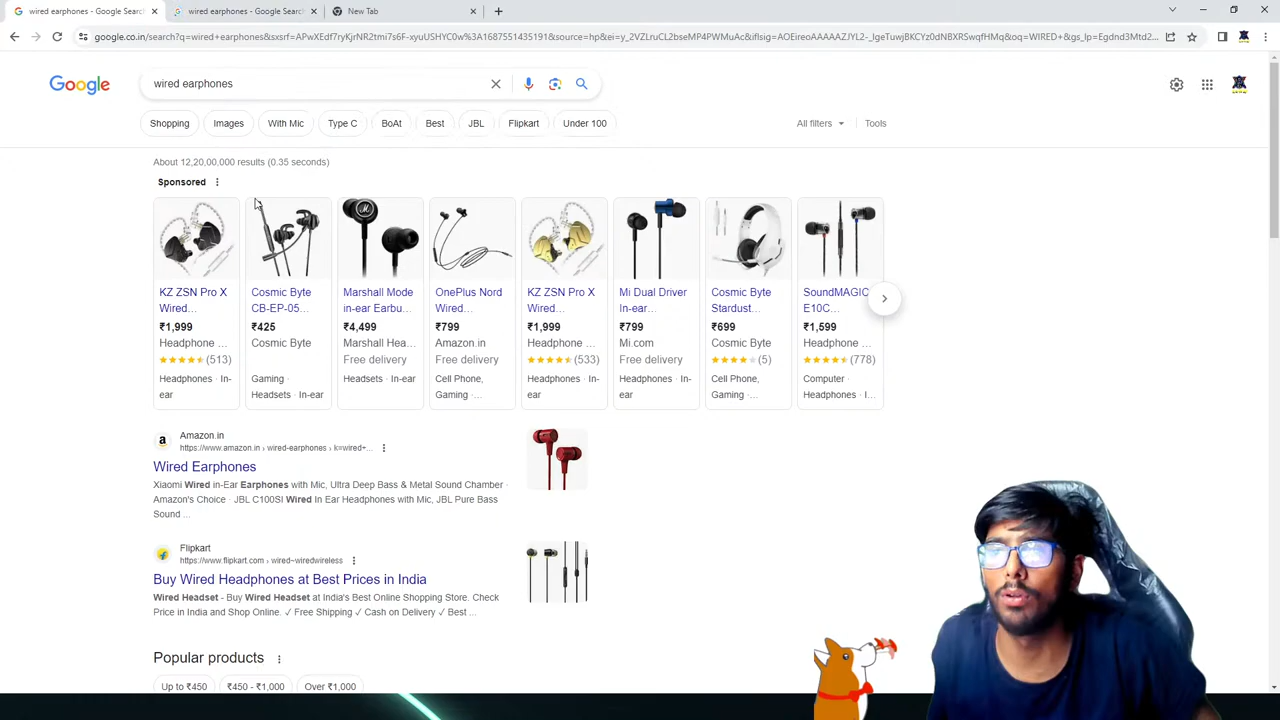 wired earphones - Google Search
wired earphones - Google Search
New Tab
google.co.in/search?q=wired+earphones&sxsrf=
Google
wired earphones
Shopping
Images
With Mic
Type C
BoAt
Best
JBL
Flipkart
Under 100
All filters
Tools
About 12,20,00,000 results (0.35 seconds)
Sponsored
KZ ZSN Pro X
Wired...
₹1,999
Headphone ...
(513)
Headphones · In-
ear
Cosmic Byte
CB-EP-05...
₹425
Cosmic Byte
Gaming ·
Headsets · In-ear
Marshall Mode
in-ear Earbu...
₹4,499
Marshall Hea...
Free delivery
Headsets · In-ear
OnePlus Nord
Wired...
₹799
Amazon.in
Free delivery
Cell Phone,
Gaming ·...
KZ ZSN Pro X
Wired...
₹1,999
Headphone ...
(533)
Headphones · In-
ear
Mi Dual Driver
In-ear...
₹799
Mi.com
Free delivery
Headphones · In-
ear
Cosmic Byte
Stardust...
₹699
Cosmic Byte
(5)
Cell Phone,
Gaming ·...
SoundMAGIC
E10C...
₹1,599
Headphone ...
(778)
Computer ·
Headphones · I...
Amazon.in
https://www.amazon.in › wired-earphones › k=wired+...
Wired Earphones
Xiaomi Wired in-Ear Earphones with Mic, Ultra Deep Bass & Metal Sound Chamber ·
Amazon's Choice · JBL C100SI Wired In Ear Headphones with Mic, JBL Pure Bass
Sound ...
Flipkart
https://www.flipkart.com › wired~wiredwireless
Buy Wired Headphones at Best Prices in India
Wired Headset - Buy Wired Headset at India's Best Online Shopping Store. Check
Price in India and Shop Online. ✓ Free Shipping ✓ Cash on Delivery ✓ Best ...
Popular products
Up to ₹450
₹450 - ₹1,000
Over ₹1,000